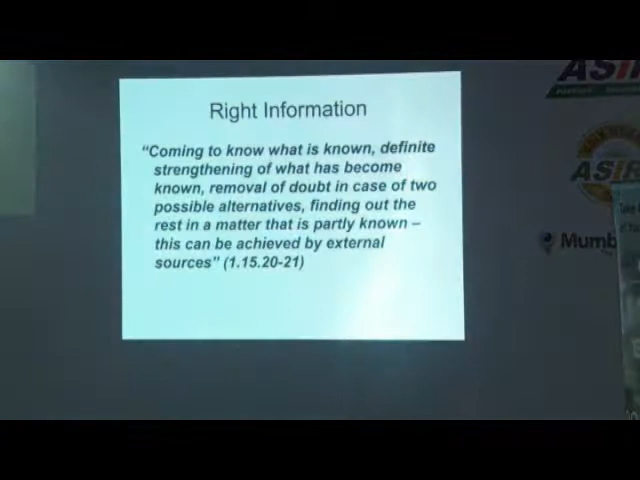 Right Information
“Coming to know what is known, definite
strengthening of what has become
known, removal of doubt in case of two
possible alternatives, finding out the
rest in a matter that is partly known –
this can be achieved by external
sources” (1.15.20-21)
ASIR
ASIR
Mumb